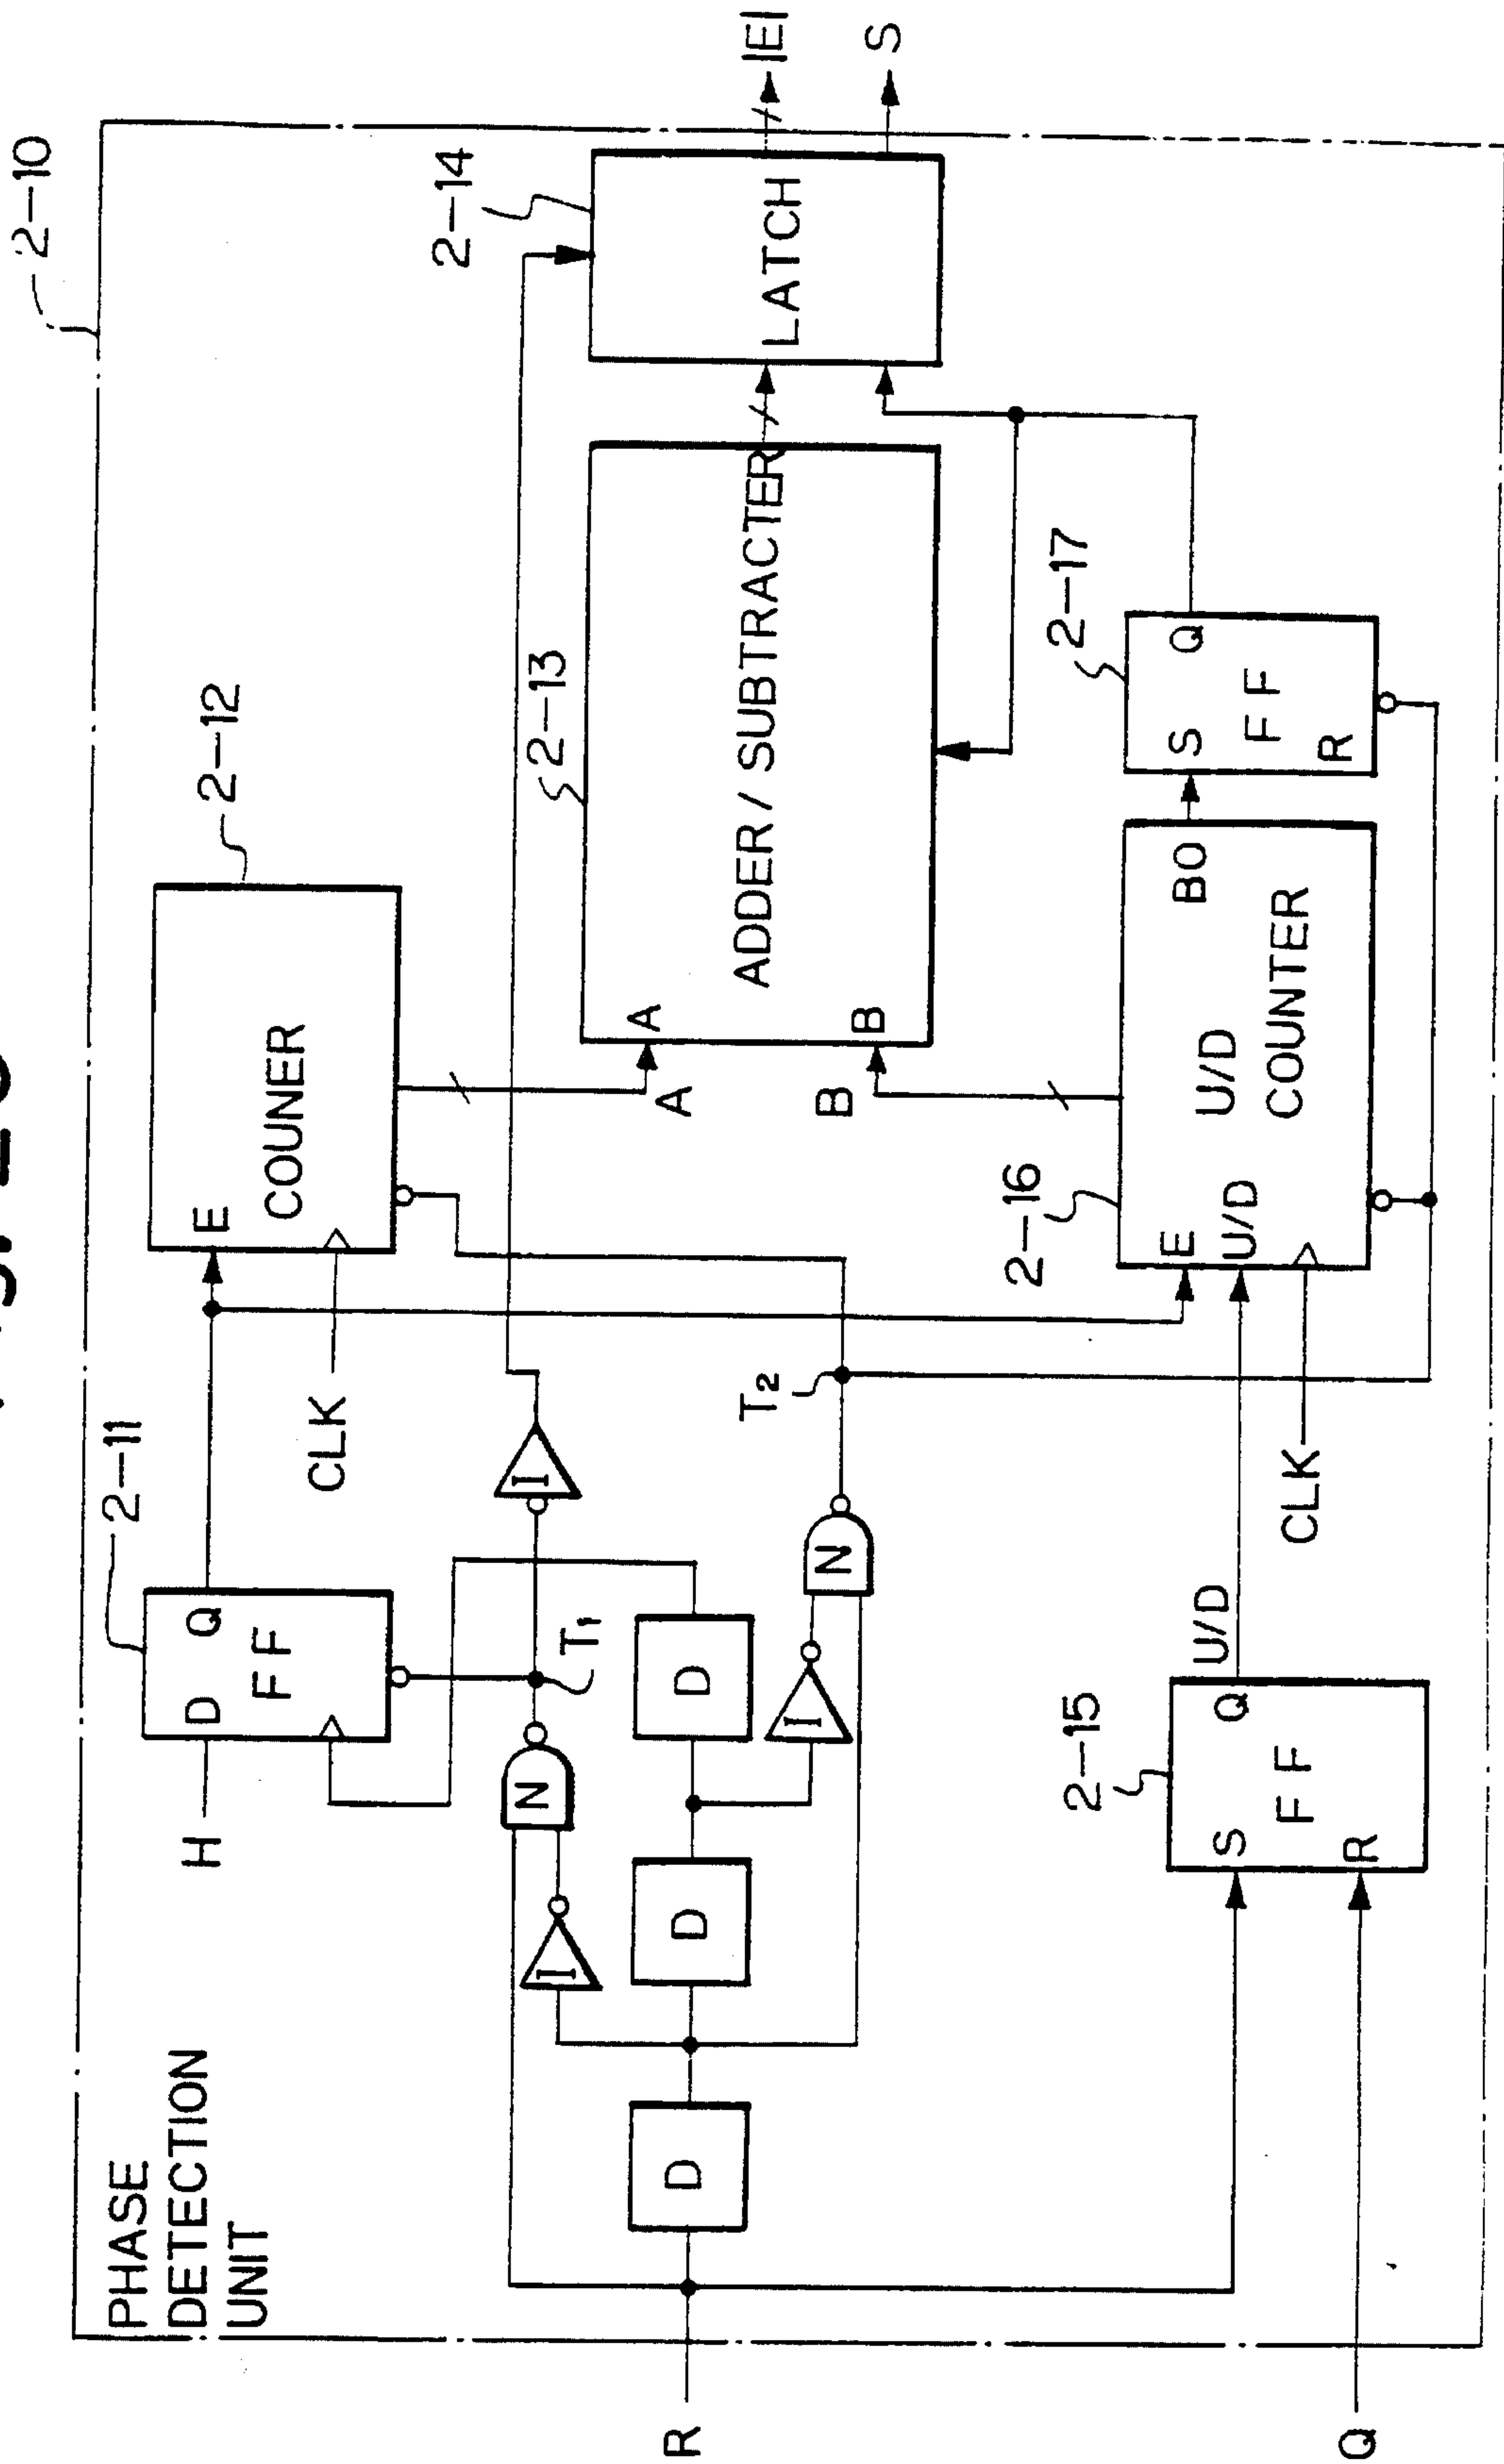 2-10
PHASE
DETECTION
UNIT
H
D Q
FF
2-11
CLK
E
COUNER
2-12
A
A
B
B
2-13
ADDER / SUBTRACTER
2-14
LATCH
|E|
S
N
I
T1
I
D
D
D
I
N
T2
R
Q
S Q
FF
R
2-15
U/D
CLK
2-16
E
U/D
U/D
COUNTER
BO
2-17
S Q
FF
R